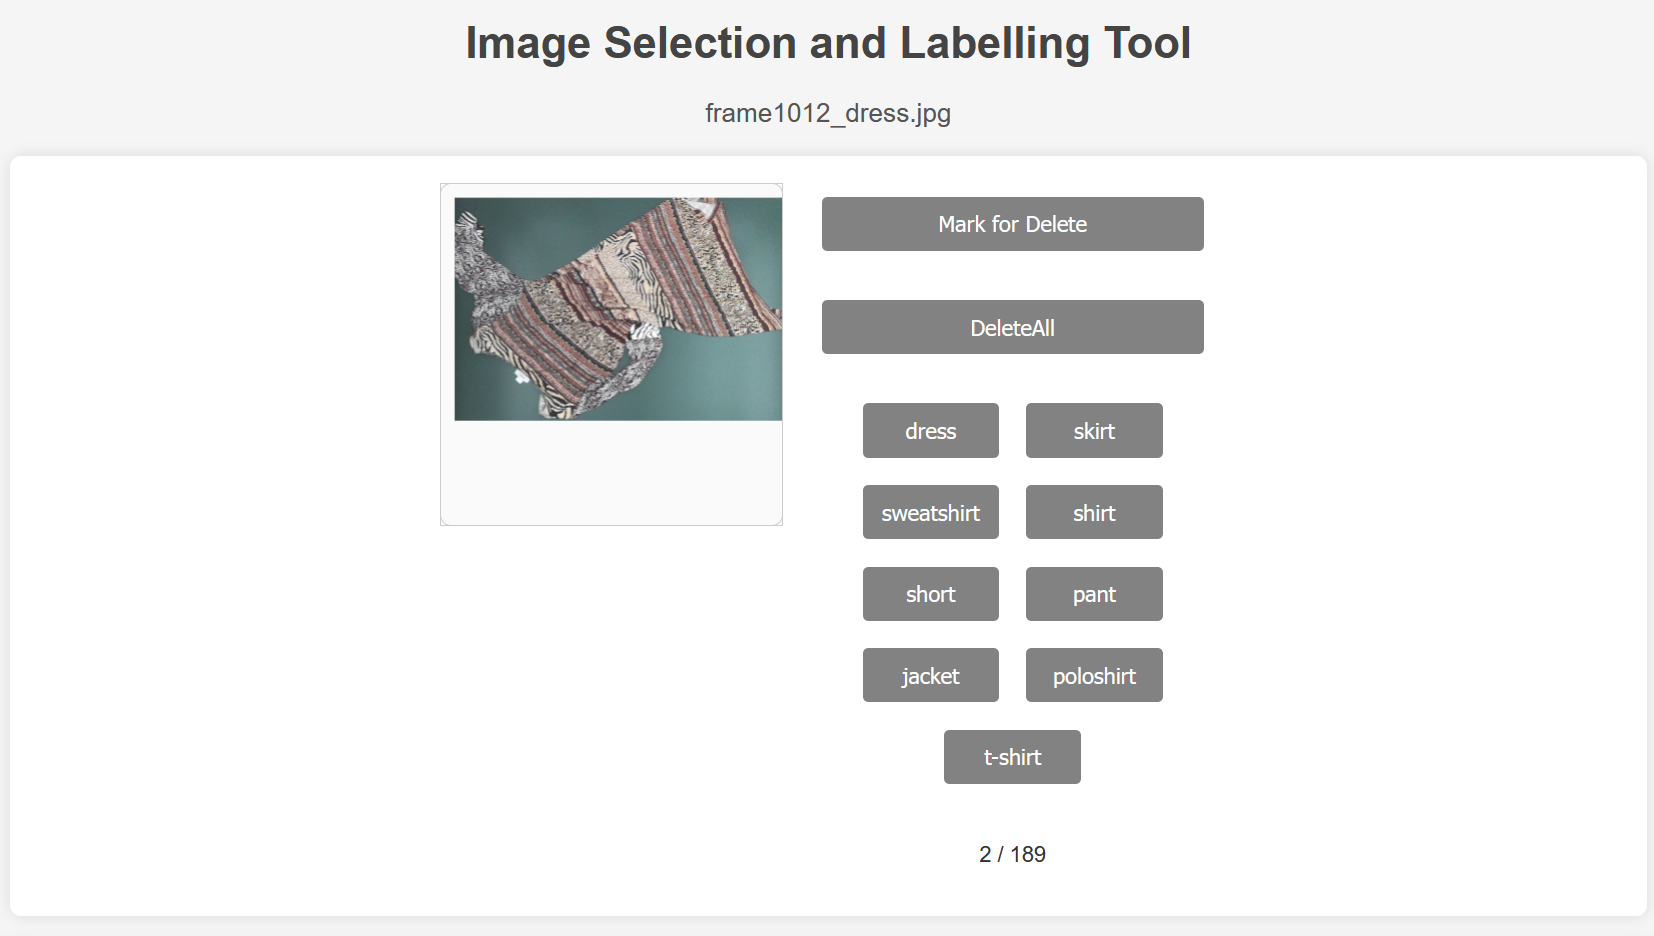 Image Selection and Labelling Tool
frame1012_dress.jpg
Mark for Delete
DeleteAll
dress
skirt
sweatshirt
shirt
short
pant
jacket
poloshirt
t-shirt
2 / 189